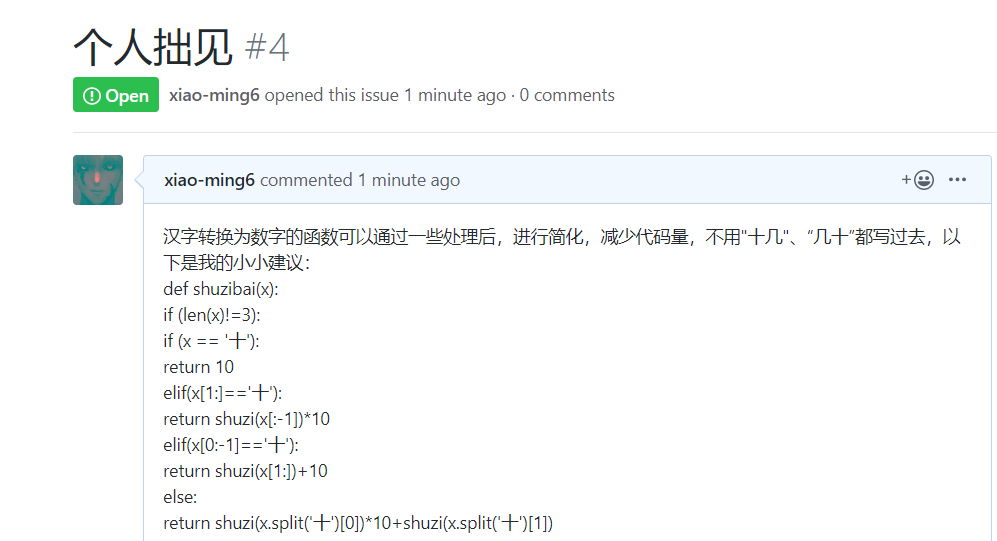 个人拙见 #4
Open xiao-ming6 opened this issue 1 minute ago · 0 comments
xiao-ming6 commented 1 minute ago
汉字转换为数字的函数可以通过一些处理后，进行简化，减少代码量，不用"十几"、“几十”都写过去，以
下是我的小小建议：
def shuzibai(x):
if (len(x)!=3):
if (x == '十'):
return 10
elif(x[1:]=='十'):
return shuzi(x[:-1])*10
elif(x[0:-1]=='十'):
return shuzi(x[1:])+10
else:
return shuzi(x.split('十')[0])*10+shuzi(x.split('十')[1])